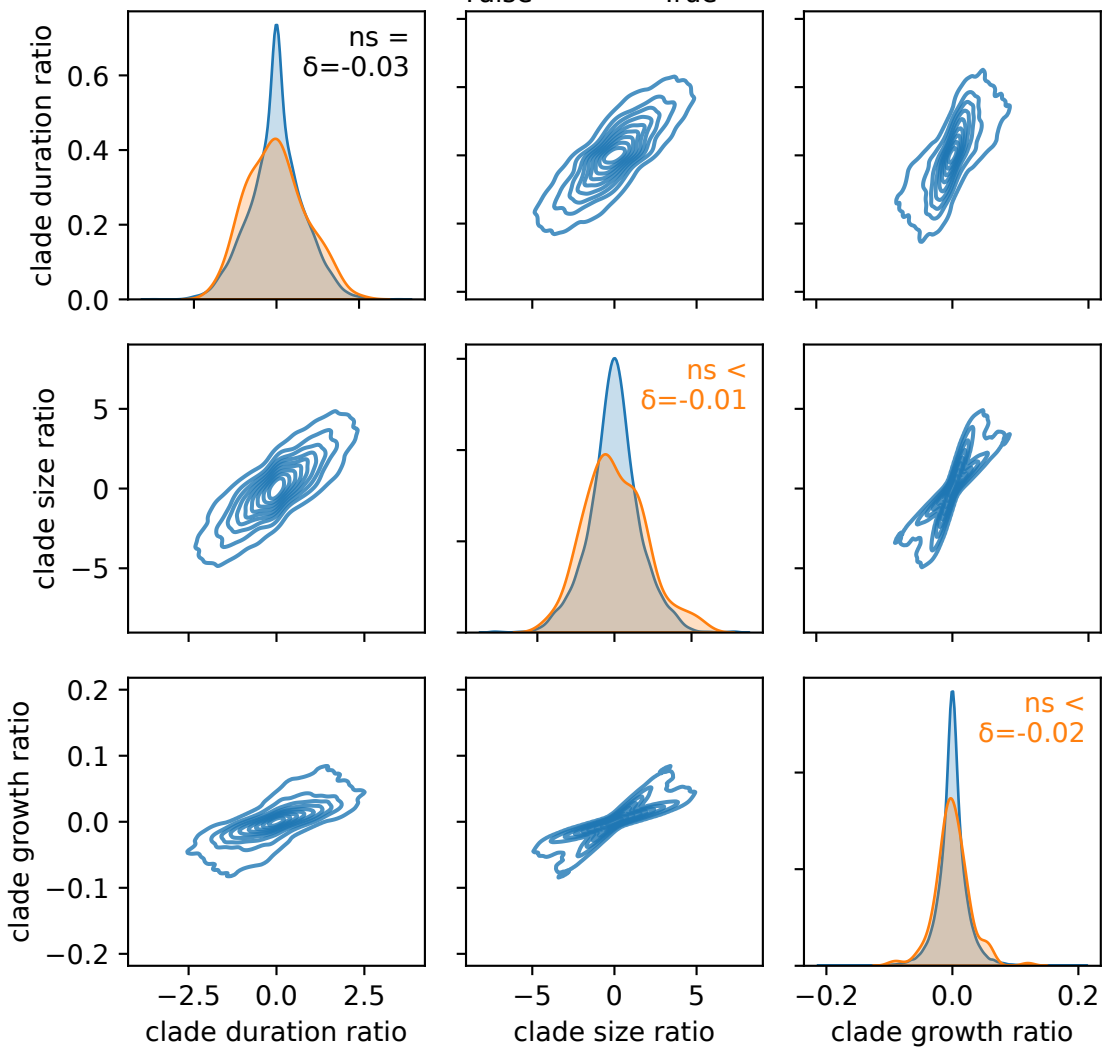 clade duration ratio
0.6
0.4
0.2
0.0
ns =
δ=-0.03
clade size ratio
5
0
−5
ns <
δ=-0.01
clade growth ratio
0.2
0.1
0.0
−0.1
−0.2
ns <
δ=-0.02
−2.5 0.0 2.5
−5 0 5
−0.2 0.0 0.2
clade duration ratio
clade size ratio
clade growth ratio